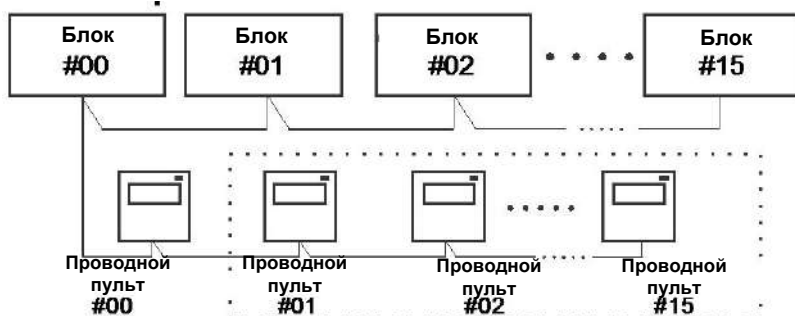 Блок
#00
Блок
#01
Блок
#02
Блок
#15
Проводной
пульт
#00
Проводной
пульт
#01
Проводной
пульт
#02
Проводной
пульт
#15